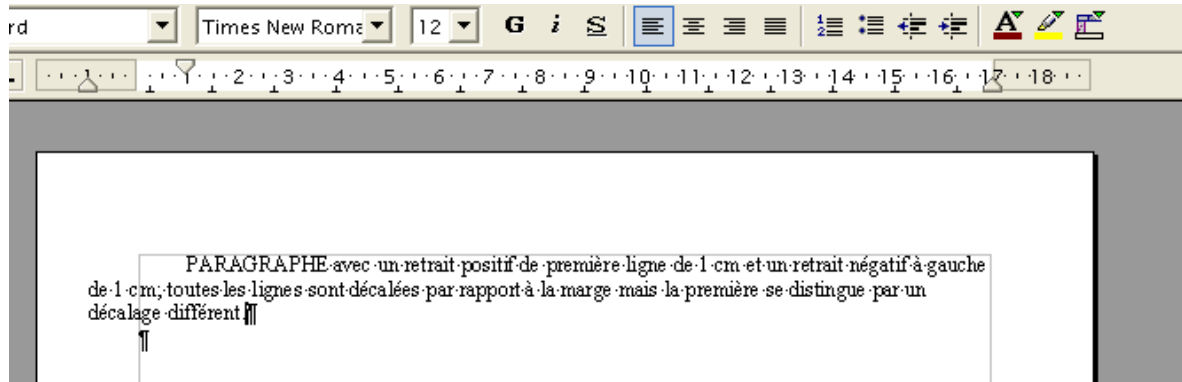 rd Times New Roma 12 G i S
1 1 2 3 4 5 6 7 8 9 10 11 12 13 14 15 16 17 18
PARAGRAPHE avec un retrait positif de première ligne de 1 cm et un retrait négatif à gauche
de 1 cm; toutes les lignes sont décalées par rapport à la marge mais la première se distingue par un
décalage différent.¶
¶